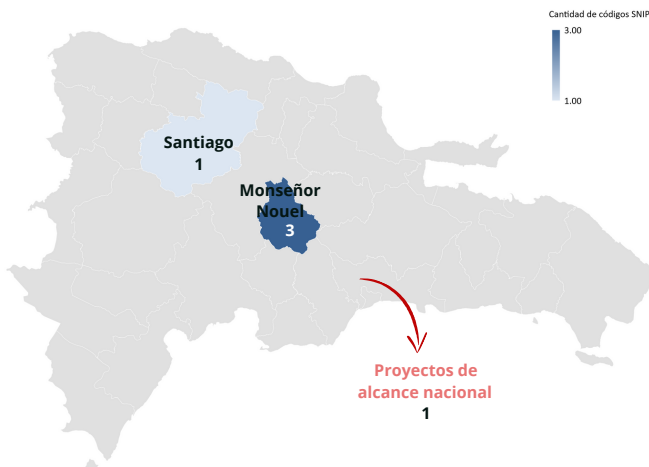 Cantidad de códigos SNIP
3.00
1.00
Santiago
1
Monseñor
Nouel
3
Proyectos de
alcance nacional
1